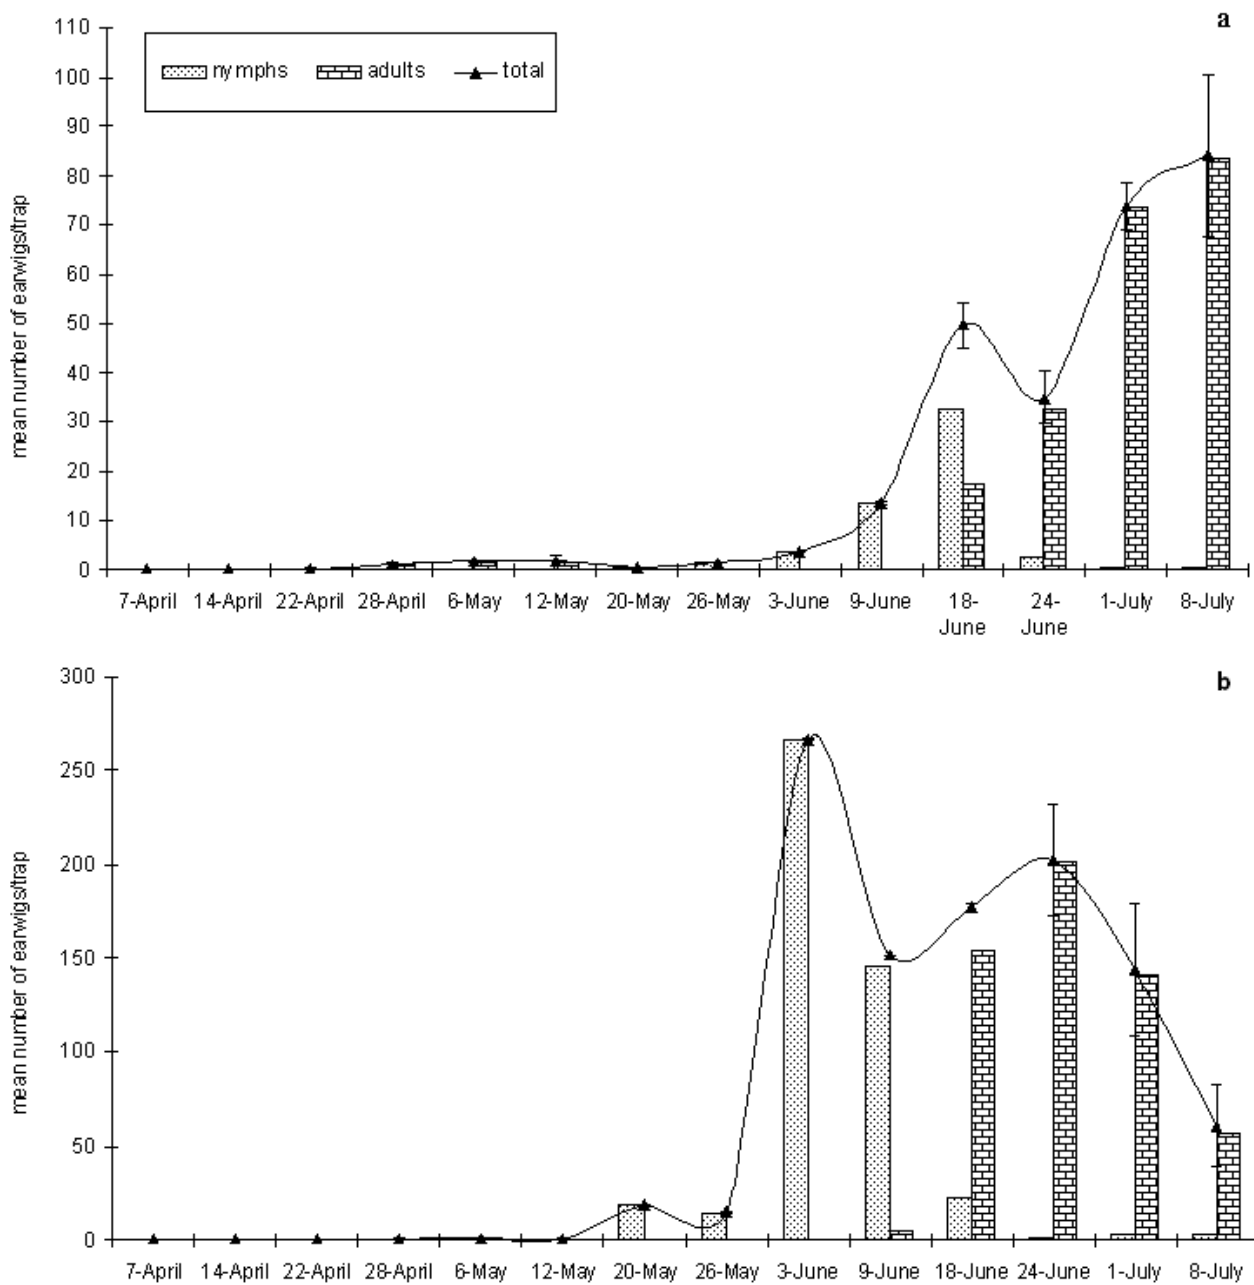 a
110
100
90
80
70
60
50
40
30
20
10
0
mean number of earwigs/trap
nymphs adults total
7-April 14-April 22-April 28-April 6-May 12-May 20-May 26-May 3-June 9-June 18- 24- 1-July 8-July
June June
b
300
250
200
150
100
50
0
mean number of earwigs/trap
7-April 14-April 22-April 28-April 6-May 12-May 20-May 26-May 3-June 9-June 18-June 24-June 1-July 8-July